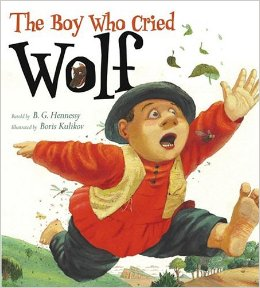 The Boy Who Cried
Wolf
Retold by B. G. Hennessy
Illustrated by Boris Kulikov